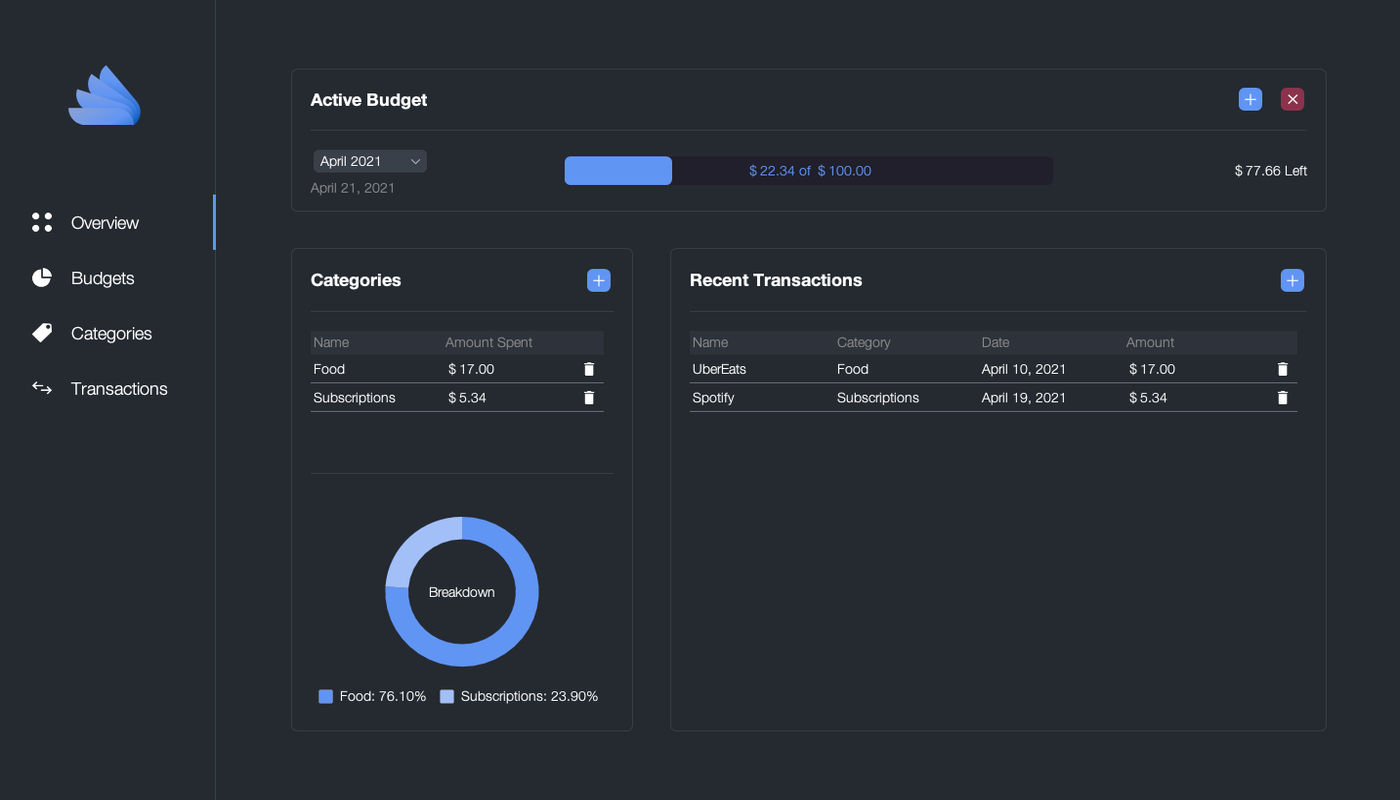 Overview
Budgets
Categories
Transactions
Active Budget
April 2021
April 21, 2021
$ 22.34 of $ 100.00
$ 77.66 Left
Categories
Name Amount Spent
Food $ 17.00
Subscriptions $ 5.34
Breakdown
Food: 76.10% Subscriptions: 23.90%
Recent Transactions
Name Category Date Amount
UberEats Food April 10, 2021 $ 17.00
Spotify Subscriptions April 19, 2021 $ 5.34